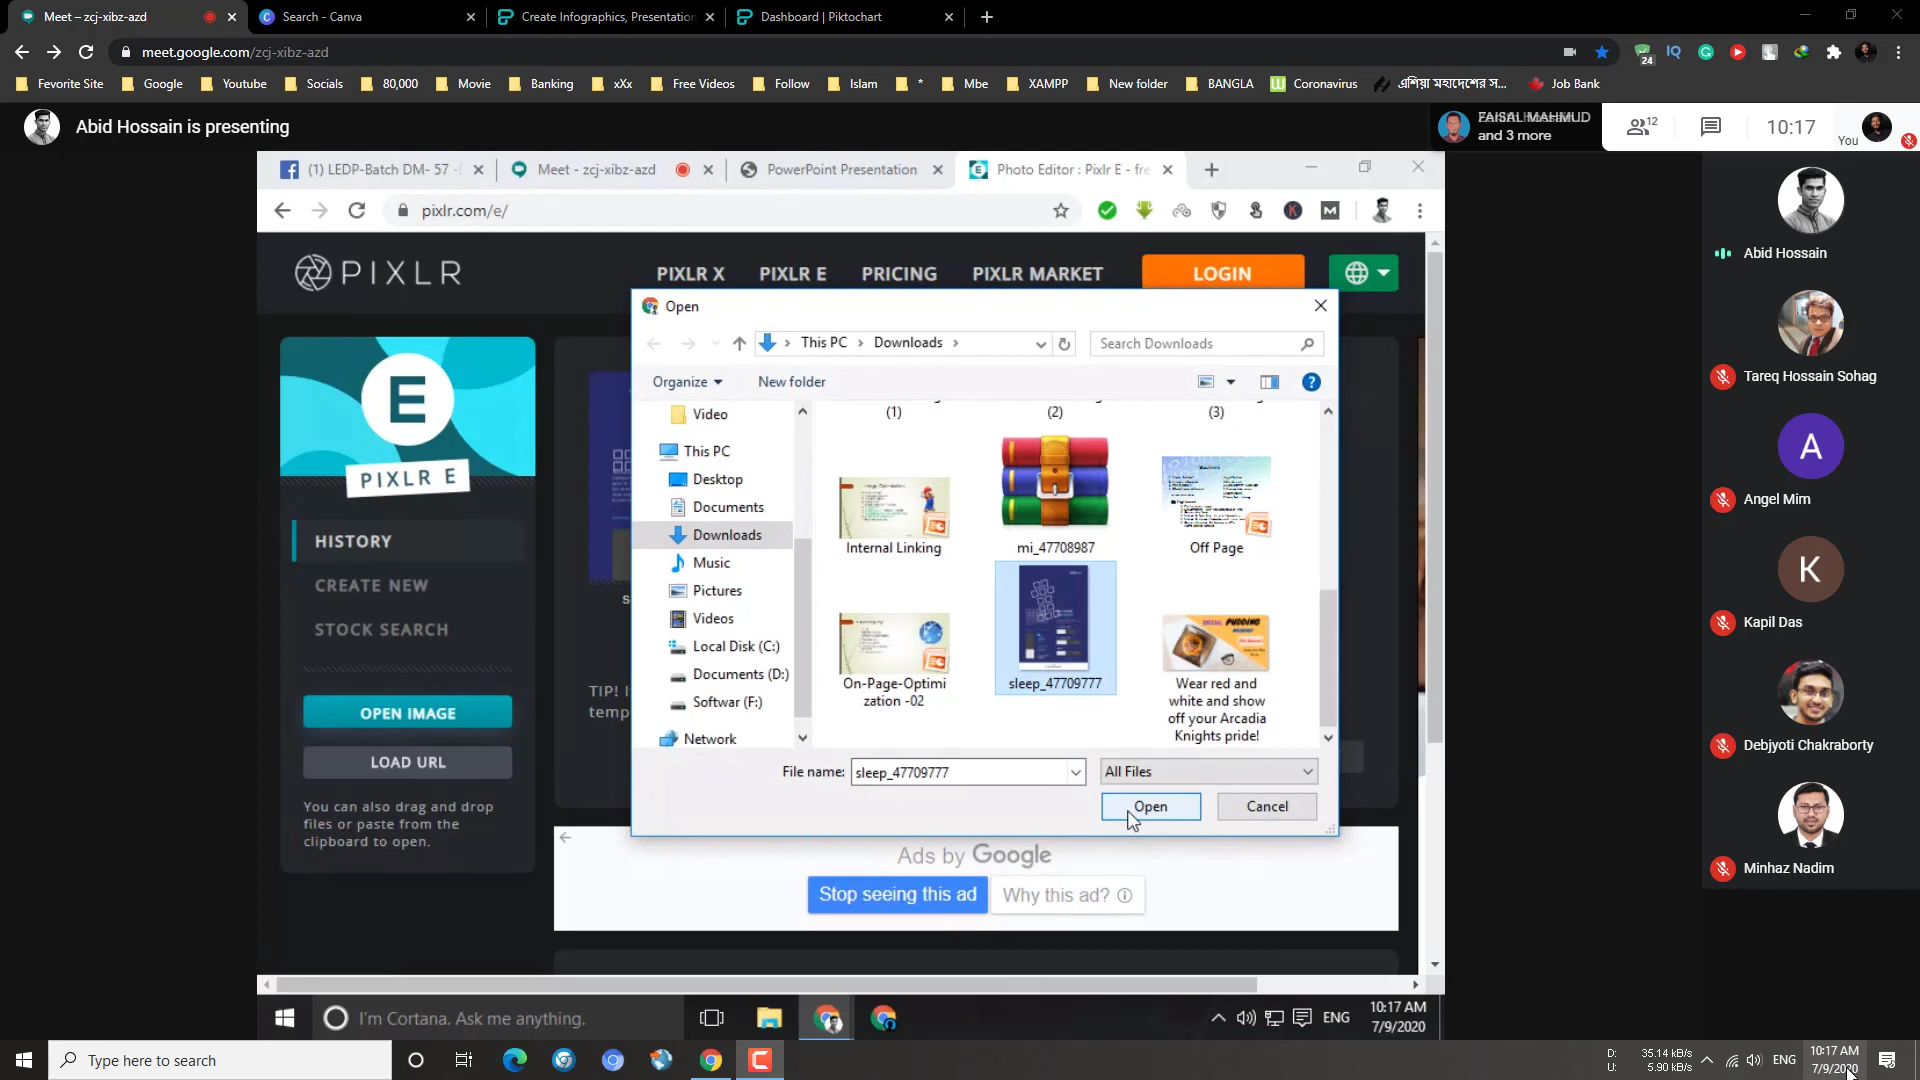 Meet – zcj-xibz-azd
Search - Canva
Create Infographics, Presentation
Dashboard | Piktochart
meet.google.com/zcj-xibz-azd
24
IQ
Fevorite Site
Google
Youtube
Socials
80,000
Movie
Banking
xXx
Free Videos
Follow
Islam
*
Mbe
XAMPP
New folder
BANGLA
Coronavirus
এশিয়া মহাদেশের স...
Job Bank
Abid Hossain is presenting
FAISAL MAHMUD
and 3 more
12
10:17
You
(1) LEDP-Batch DM- 57 -
Meet - zcj-xibz-azd
PowerPoint Presentation
Photo Editor : Pixlr E - fre
pixlr.com/e/
PIXLR
PIXLR X
PIXLR E
PRICING
PIXLR MARKET
LOGIN
E
PIXLR E
HISTORY
CREATE NEW
STOCK SEARCH
OPEN IMAGE
LOAD URL
You can also drag and drop
files or paste from the
clipboard to open.
TIP! I
temp
Open
This PC
Downloads
Search Downloads
Organize
New folder
Video
This PC
Desktop
Documents
Downloads
Music
Pictures
Videos
Local Disk (C:)
Documents (D:)
Softwar (F:)
Network
(1)
(2)
(3)
Internal Linking
mi_47708987
Off Page
On-Page-Optimi
zation -02
sleep_47709777
SPECIAL PUDDING
Wear red and
white and show
off your Arcadia
Knights pride!
File name:
sleep_47709777
All Files
Open
Cancel
Ads by Google
Stop seeing this ad
Why this ad?
Abid Hossain
Tareq Hossain Sohag
A
Angel Mim
K
Kapil Das
Debjyoti Chakraborty
Minhaz Nadim
I'm Cortana. Ask me anything.
ENG
10:17 AM
7/9/2020
Type here to search
D:
35.14 kB/s
U:
5.90 kB/s
ENG
10:17 AM
7/9/2020